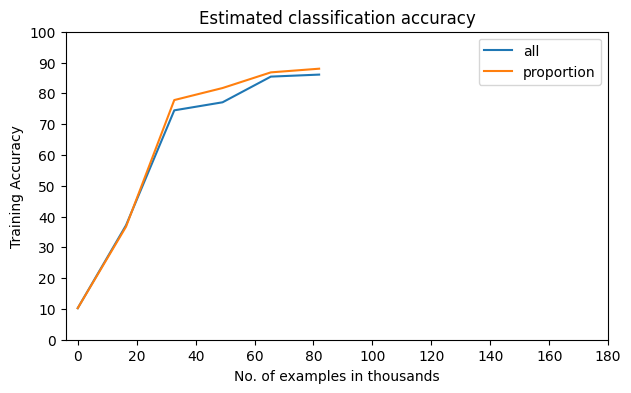 Estimated classification accuracy
100
90
80
70
60
50
40
30
20
10
0
Training Accuracy
all
proportion
0 20 40 60 80 100 120 140 160 180
No. of examples in thousands